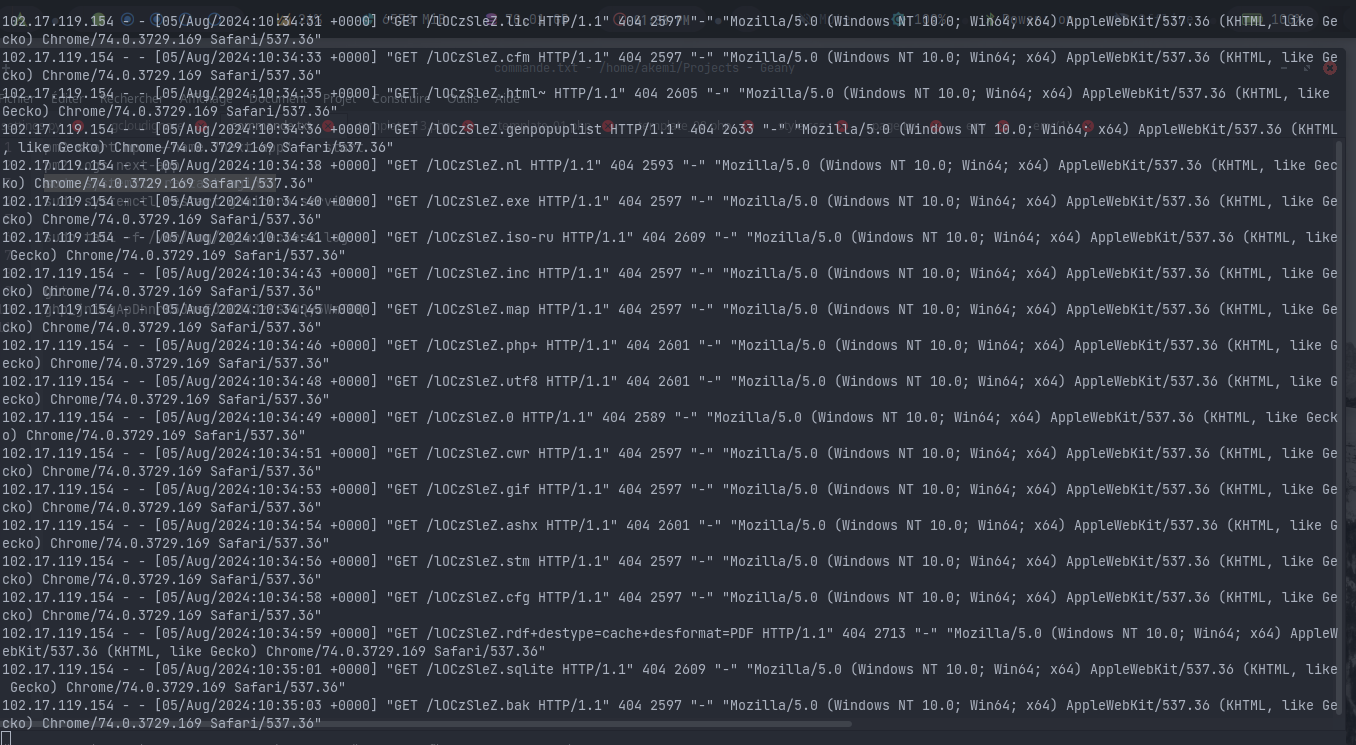 102.17.119.154 - - [05/Aug/2024:10:34:31 +0000] "GET /lOCzSleZ.lic HTTP/1.1" 404 2597 "-" "Mozilla/5.0 (Windows NT 10.0; Win64; x64) AppleWebKit/537.36 (KHTML, like Ge
cko) Chrome/74.0.3729.169 Safari/537.36"
102.17.119.154 - - [05/Aug/2024:10:34:33 +0000] "GET /lOCzSleZ.cfm HTTP/1.1" 404 2597 "-" "Mozilla/5.0 (Windows NT 10.0; Win64; x64) AppleWebKit/537.36 (KHTML, like Ge
commande.txt - /home/akemi/Projects - Geany
cko) Chrome/74.0.3729.169 Safari/537.36"
102.17.119.154 - - [05/Aug/2024:10:34:35 +0000] "GET /lOCzSleZ.html~ HTTP/1.1" 404 2605 "-" "Mozilla/5.0 (Windows NT 10.0; Win64; x64) AppleWebKit/537.36 (KHTML, like
Fichier Éditer Rechercher Affichage Document Projet Construire Outils Aide
Gecko) Chrome/74.0.3729.169 Safari/537.36"
102.17.119.154 - - [05/Aug/2024:10:34:36 +0000] "GET /lOCzSleZ.genpopuplist HTTP/1.1" 404 2633 "-" "Mozilla/5.0 (Windows NT 10.0; Win64; x64) AppleWebKit/537.36 (KHTML
, like Gecko) Chrome/74.0.3729.169 Safari/537.36"
102.17.119.154 - - [05/Aug/2024:10:34:38 +0000] "GET /lOCzSleZ.nl HTTP/1.1" 404 2593 "-" "Mozilla/5.0 (Windows NT 10.0; Win64; x64) AppleWebKit/537.36 (KHTML, like Gec
ko) Chrome/74.0.3729.169 Safari/537.36"
102.17.119.154 - - [05/Aug/2024:10:34:40 +0000] "GET /lOCzSleZ.exe HTTP/1.1" 404 2597 "-" "Mozilla/5.0 (Windows NT 10.0; Win64; x64) AppleWebKit/537.36 (KHTML, like Ge
cko) Chrome/74.0.3729.169 Safari/537.36"
102.17.119.154 - - [05/Aug/2024:10:34:41 +0000] "GET /lOCzSleZ.iso-ru HTTP/1.1" 404 2609 "-" "Mozilla/5.0 (Windows NT 10.0; Win64; x64) AppleWebKit/537.36 (KHTML, like
Gecko) Chrome/74.0.3729.169 Safari/537.36"
102.17.119.154 - - [05/Aug/2024:10:34:43 +0000] "GET /lOCzSleZ.inc HTTP/1.1" 404 2597 "-" "Mozilla/5.0 (Windows NT 10.0; Win64; x64) AppleWebKit/537.36 (KHTML, like Ge
cko) Chrome/74.0.3729.169 Safari/537.36"
102.17.119.154 - - [05/Aug/2024:10:34:45 +0000] "GET /lOCzSleZ.map HTTP/1.1" 404 2597 "-" "Mozilla/5.0 (Windows NT 10.0; Win64; x64) AppleWebKit/537.36 (KHTML, like Ge
cko) Chrome/74.0.3729.169 Safari/537.36"
102.17.119.154 - - [05/Aug/2024:10:34:46 +0000] "GET /lOCzSleZ.php+ HTTP/1.1" 404 2601 "-" "Mozilla/5.0 (Windows NT 10.0; Win64; x64) AppleWebKit/537.36 (KHTML, like G
ecko) Chrome/74.0.3729.169 Safari/537.36"
102.17.119.154 - - [05/Aug/2024:10:34:48 +0000] "GET /lOCzSleZ.utf8 HTTP/1.1" 404 2601 "-" "Mozilla/5.0 (Windows NT 10.0; Win64; x64) AppleWebKit/537.36 (KHTML, like G
ecko) Chrome/74.0.3729.169 Safari/537.36"
102.17.119.154 - - [05/Aug/2024:10:34:49 +0000] "GET /lOCzSleZ.0 HTTP/1.1" 404 2589 "-" "Mozilla/5.0 (Windows NT 10.0; Win64; x64) AppleWebKit/537.36 (KHTML, like Geck
o) Chrome/74.0.3729.169 Safari/537.36"
102.17.119.154 - - [05/Aug/2024:10:34:51 +0000] "GET /lOCzSleZ.cwr HTTP/1.1" 404 2597 "-" "Mozilla/5.0 (Windows NT 10.0; Win64; x64) AppleWebKit/537.36 (KHTML, like Ge
cko) Chrome/74.0.3729.169 Safari/537.36"
102.17.119.154 - - [05/Aug/2024:10:34:53 +0000] "GET /lOCzSleZ.gif HTTP/1.1" 404 2597 "-" "Mozilla/5.0 (Windows NT 10.0; Win64; x64) AppleWebKit/537.36 (KHTML, like Ge
cko) Chrome/74.0.3729.169 Safari/537.36"
102.17.119.154 - - [05/Aug/2024:10:34:54 +0000] "GET /lOCzSleZ.ashx HTTP/1.1" 404 2601 "-" "Mozilla/5.0 (Windows NT 10.0; Win64; x64) AppleWebKit/537.36 (KHTML, like G
ecko) Chrome/74.0.3729.169 Safari/537.36"
102.17.119.154 - - [05/Aug/2024:10:34:56 +0000] "GET /lOCzSleZ.stm HTTP/1.1" 404 2597 "-" "Mozilla/5.0 (Windows NT 10.0; Win64; x64) AppleWebKit/537.36 (KHTML, like Ge
cko) Chrome/74.0.3729.169 Safari/537.36"
102.17.119.154 - - [05/Aug/2024:10:34:58 +0000] "GET /lOCzSleZ.cfg HTTP/1.1" 404 2597 "-" "Mozilla/5.0 (Windows NT 10.0; Win64; x64) AppleWebKit/537.36 (KHTML, like Ge
cko) Chrome/74.0.3729.169 Safari/537.36"
102.17.119.154 - - [05/Aug/2024:10:34:59 +0000] "GET /lOCzSleZ.rdf+destype=cache+desformat=PDF HTTP/1.1" 404 2713 "-" "Mozilla/5.0 (Windows NT 10.0; Win64; x64) AppleW
ebKit/537.36 (KHTML, like Gecko) Chrome/74.0.3729.169 Safari/537.36"
102.17.119.154 - - [05/Aug/2024:10:35:01 +0000] "GET /lOCzSleZ.sqlite HTTP/1.1" 404 2609 "-" "Mozilla/5.0 (Windows NT 10.0; Win64; x64) AppleWebKit/537.36 (KHTML, like
Gecko) Chrome/74.0.3729.169 Safari/537.36"
102.17.119.154 - - [05/Aug/2024:10:35:03 +0000] "GET /lOCzSleZ.bak HTTP/1.1" 404 2597 "-" "Mozilla/5.0 (Windows NT 10.0; Win64; x64) AppleWebKit/537.36 (KHTML, like Ge
cko) Chrome/74.0.3729.169 Safari/537.36"